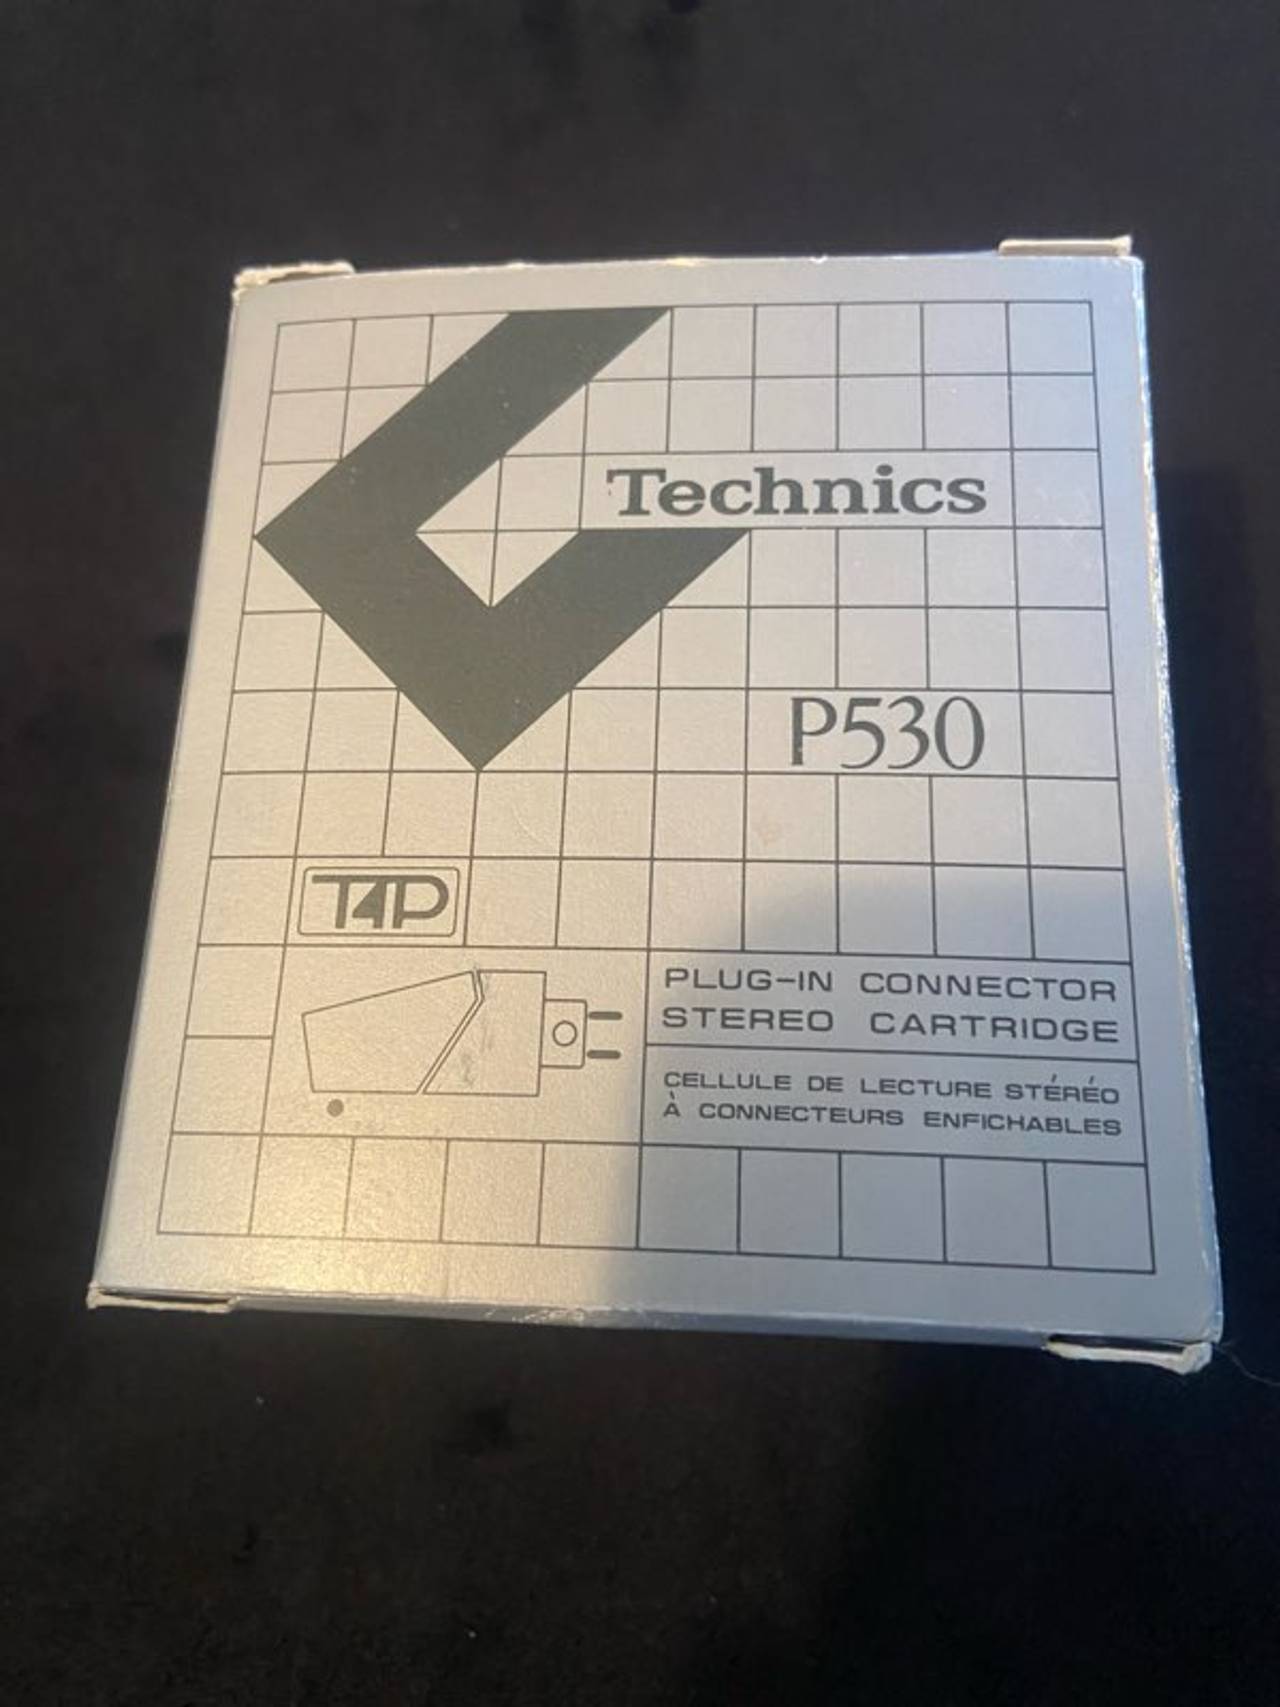 Technics
P530
T4P
PLUG-IN CONNECTOR
STEREO CARTRIDGE
CELLULE DE LECTURE STÉRÉO
À CONNECTEURS ENFICHABLES